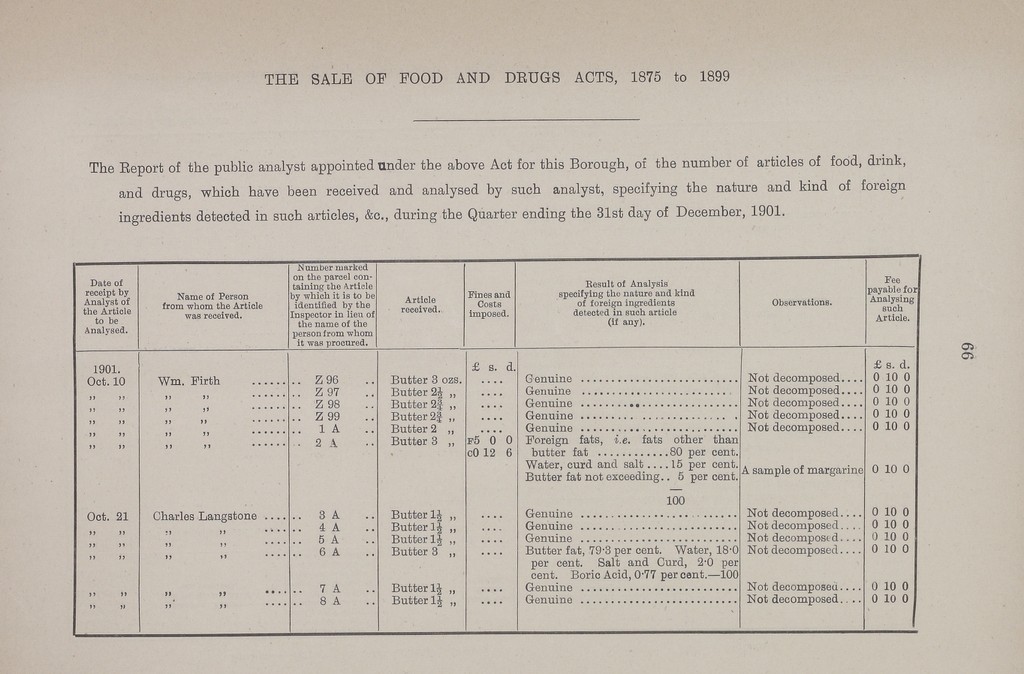 THE SALE OF FOOD AND DRUGS ACTS, 1875 to 1899
The Report of the public analyst appointed under the above Act for this Borough, of the number of articles of food, drink,
and drugs, which have been received and analysed by such analyst, specifying the nature and kind of foreign
ingredients detected in such articles, &c., during the Quarter ending the 31st day of December, 1901.
Date of
receipt by
Analyst of
the Article
to be
Analysed.
Name of Person
from whom the Article
was received.
Number marked
on the parcel con-
taining the Article
by which it is to be
identified by the
Inspector in lieu of
the name of the
person from whom
it was procured.
Article
received.
Fines and
Costs
imposed.
Result of Analysis
specifying the nature and kind
of foreign ingredients
detected in such article
(if any).
Observations.
Fee
payable for
Analysing
such
Article.
1901. £ s. d. £ s. d.
Oct. 10 Wm. Firth ...... .. Z 96 .. Butter 3 ozs. .... Genuine ........................ Not decomposed.... 0 10 0
,, ,, ,, ,, ...... .. Z 97 .. Butter 2½ ,, .... Genuine ........................ Not decomposed.... 0 10 0
,, ,, ,, ,, ...... .. Z 98 .. Butter 2¾ ,, .... Genuine ........................ Not decomposed.... 0 10 0
,, ,, ,, ,, ...... .. Z 99 .. Butter 2¾ ,, .... Genuine ........................ Not decomposed.... 0 10 0
,, ,, ,, ,, ...... .. 1 A .. Butter 2 ,, .... Genuine ........................ Not decomposed.... 0 10 0
,, ,, ,, ,, ...... .. 2 A .. Butter 3 ,, F5 0 0 Foreign fats, i.e. fats other than
C0 12 6 butter fat ............80 per cent.
Water, curd and salt ....15 per cent. A sample of margarine 0 10 0
Butter fat not exceeding.. 5 per cent.
—
100
Oct. 21 Charles Langstone .... .. 3 A .. Butter 1½ ,, .... Genuine ........................ Not decomposed.... 0 10 0
,, ,, ,, ,, .... .. 4 A .. Butter 1½ ,, .... Genuine ........................ Not decomposed.... 0 10 0
,, ,, ,, ,, .... .. 5 A .. Butter 1½ ,, .... Genuine ........................ Not decomposed.... 0 10 0
,, ,, ,, ,, .... .. 6 A .. Butter 3 ,, .... Butter fat, 79·3 per cent. Water, 18·0 Not decomposed.... 0 10 0
per cent. Salt and Curd, 2·0 per
cent. Boric Acid, 0·77 per cent.—100
,, ,, ,, ,, .... .. 7 A .. Butter 1½ ,, .... Genuine ........................ Not decomposed.... 0 10 0
,, ,, ,, ,, .... .. 8 A .. Butter 1½ ,, .... Genuine ........................ Not decomposed.... 0 10 0
66